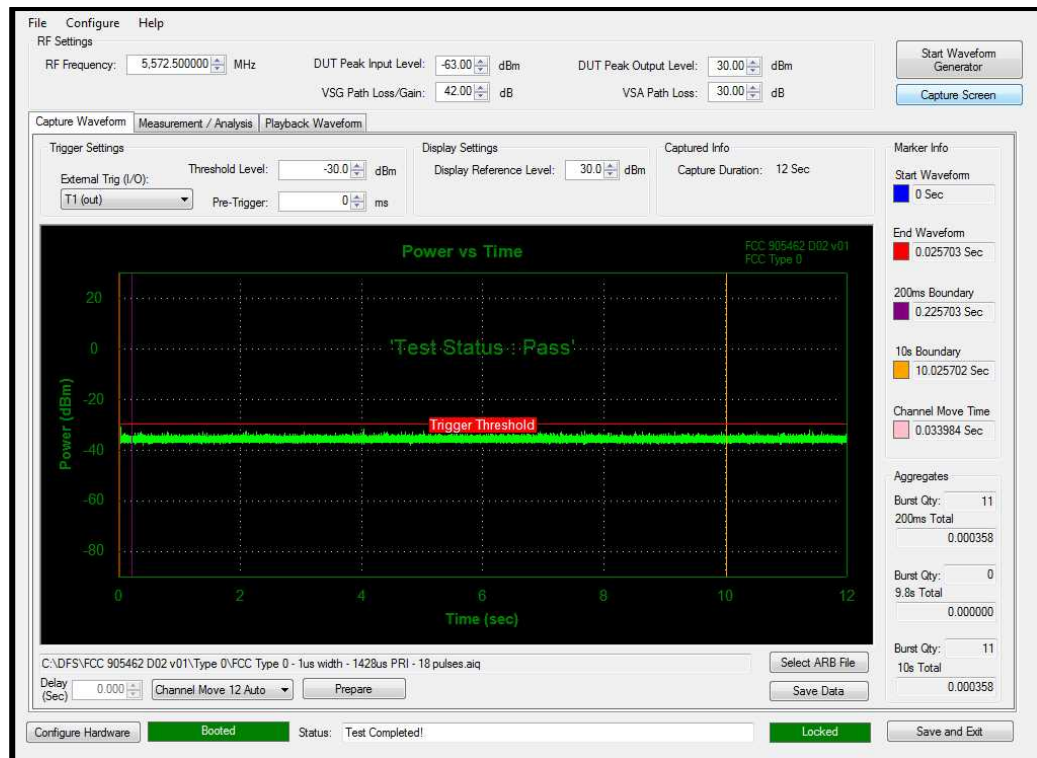 File Configure Help
RF Settings
RF Frequency: 5,572.500000 MHz DUT Peak Input Level: -63.00 dBm DUT Peak Output Level: 30.00 dBm
VSG Path Loss/Gain: 42.00 dB VSA Path Loss: 30.00 dB
Start Waveform
Generator
Capture Screen
Capture Waveform Measurement / Analysis Playback Waveform
Trigger Settings
External Trig (I/O):
T1 (out)
Threshold Level: -30.0 dBm
Pre-Trigger: 0 ms
Display Settings
Display Reference Level: 30.0 dBm
Captured Info
Capture Duration: 12 Sec
Power vs Time
FCC 905462 D02 v01
FCC Type 0
'Test Status : Pass'
Trigger Threshold
Power (dBm)
20
0
-20
-40
-60
-80
0 2 4 6 8 10 12
Time (sec)
C:\DFS\FCC 905462 D02 v01\Type 0\FCC Type 0 - 1us width - 1428us PRI - 18 pulses.aiq
Select ARB File
Delay
(Sec)
0.000
Channel Move 12 Auto
Prepare
Save Data
Marker Info
Start Waveform
0 Sec
End Waveform
0.025703 Sec
200ms Boundary
0.225703 Sec
10s Boundary
10.025702 Sec
Channel Move Time
0.033984 Sec
Aggregates
Burst Qty: 11
200ms Total
0.000358
Burst Qty: 0
9.8s Total
0.000000
Burst Qty: 11
10s Total
0.000358
Configure Hardware Booted Status: Test Completed! Locked Save and Exit